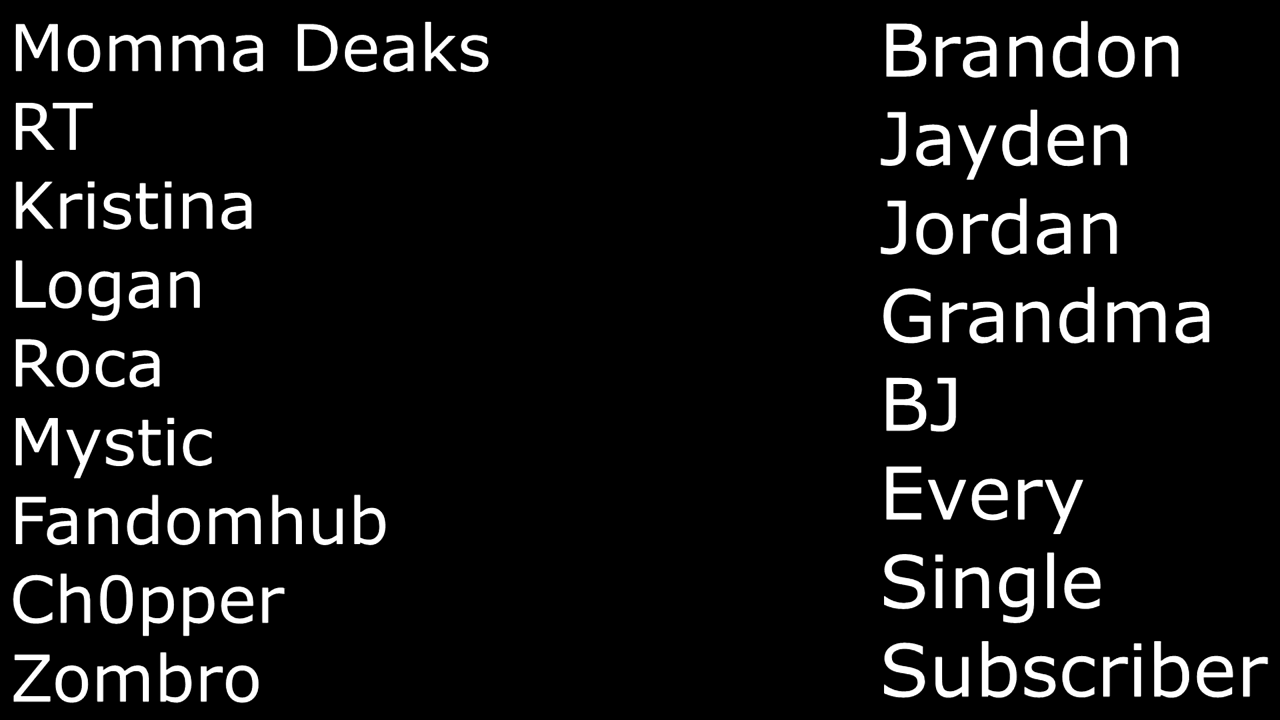 Momma Deaks
RT
Kristina
Logan
Roca
Mystic
Fandomhub
Ch0pper
Zombro
Brandon
Jayden
Jordan
Grandma
BJ
Every
Single
Subscriber